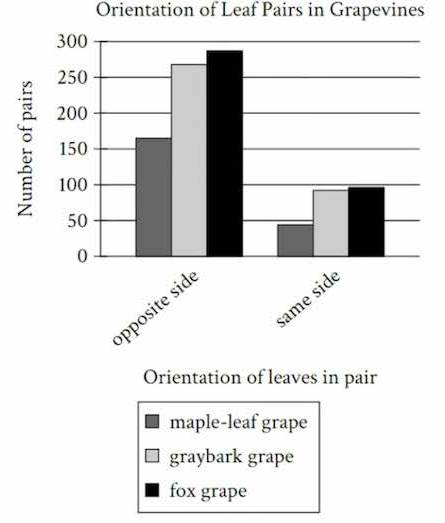 Orientation of Leaf Pairs in Grapevines
Number of pairs
300
250
200
150
100
50
0
opposite side
same side
Orientation of leaves in pair
maple-leaf grape
graybark grape
fox grape